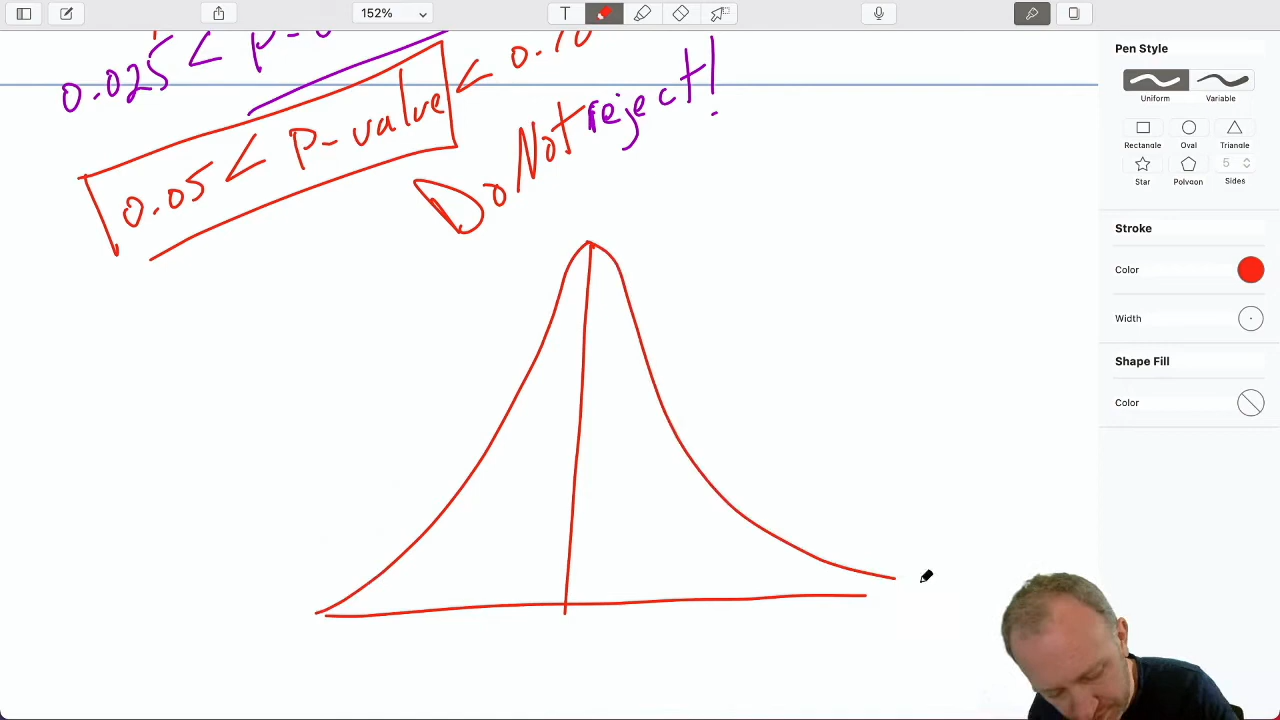 152%
T
0.025 < p-v
0.05 < P-value < 0.10
Do Not reject!
Pen Style
Uniform
Variable
Rectangle
Oval
Triangle
Star
Polygon
5
Sides
Stroke
Color
Width
Shape Fill
Color